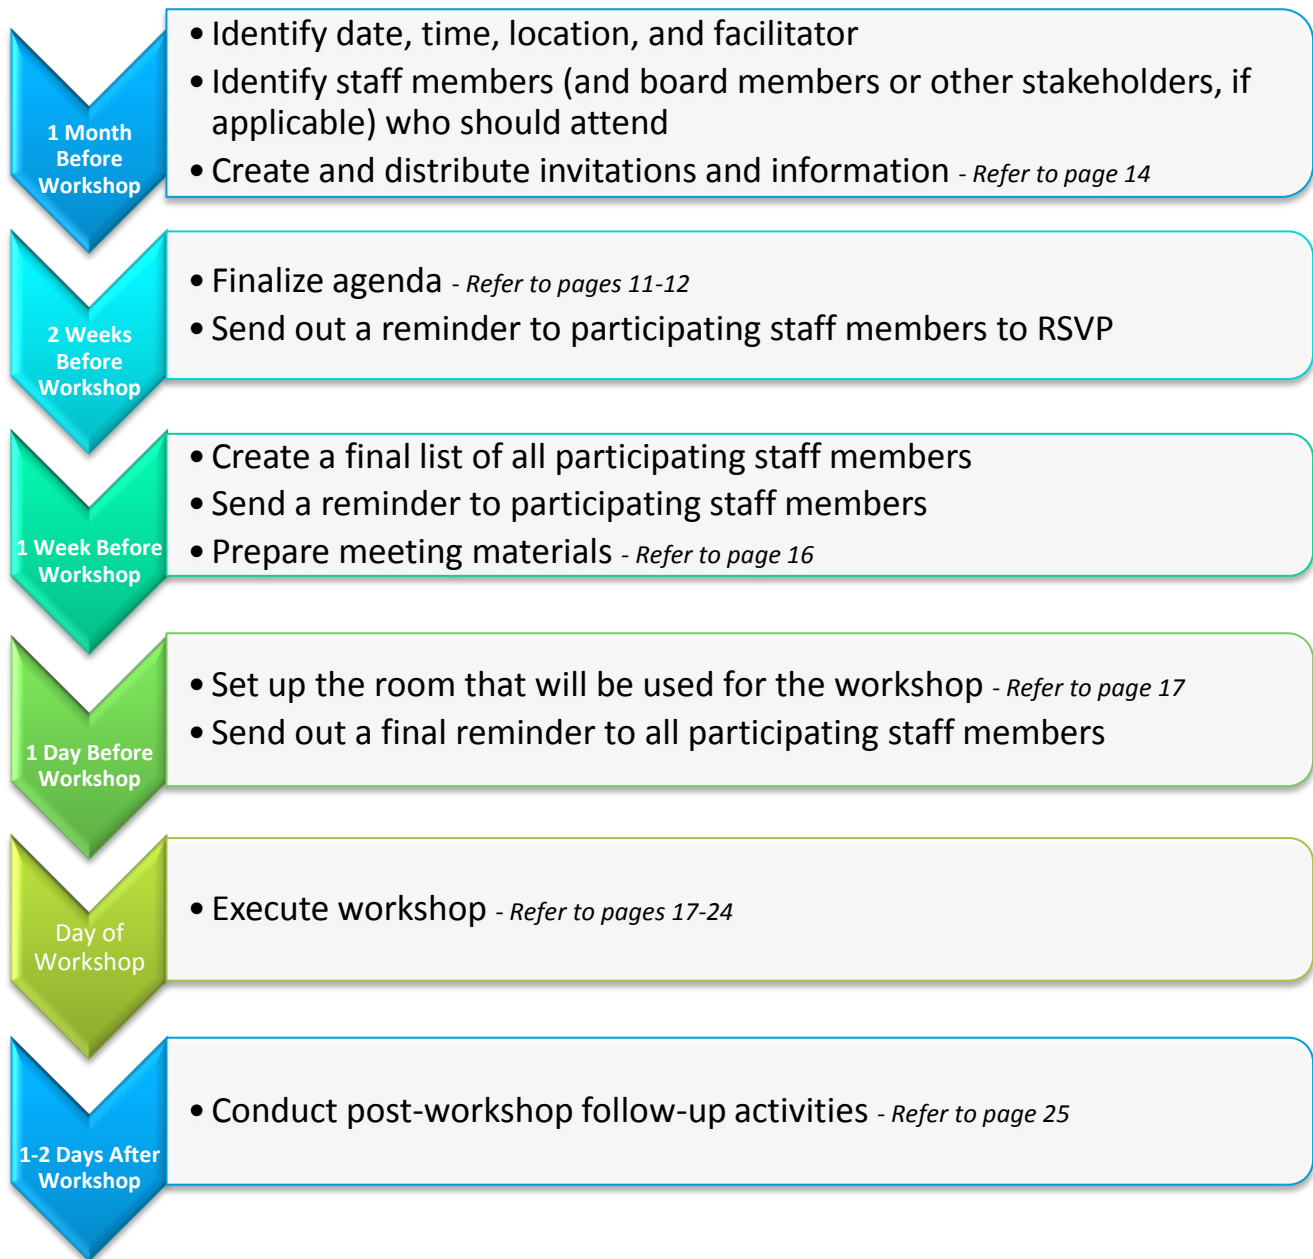 1 Month
Before
Workshop
• Identify date, time, location, and facilitator
• Identify staff members (and board members or other stakeholders, if
applicable) who should attend
• Create and distribute invitations and information - Refer to page 14
2 Weeks
Before
Workshop
• Finalize agenda - Refer to pages 11-12
• Send out a reminder to participating staff members to RSVP
1 Week Before
Workshop
• Create a final list of all participating staff members
• Send a reminder to participating staff members
• Prepare meeting materials - Refer to page 16
1 Day Before
Workshop
• Set up the room that will be used for the workshop - Refer to page 17
• Send out a final reminder to all participating staff members
Day of
Workshop
• Execute workshop - Refer to pages 17-24
1-2 Days After
Workshop
• Conduct post-workshop follow-up activities - Refer to page 25